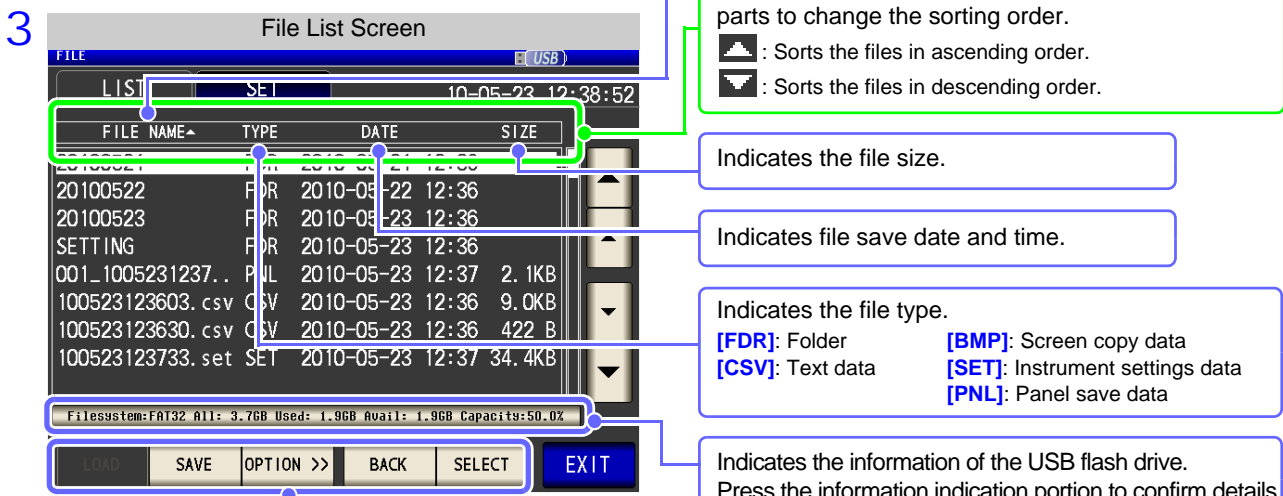 3
File List Screen
FILE
USB
LIST SET 10-05-23 12:38:52
FILE NAME TYPE DATE SIZE
20100521 FDR 2010-05-21 12:36
20100522 FDR 2010-05-22 12:36
20100523 FDR 2010-05-23 12:36
SETTING FDR 2010-05-23 12:36
001_1005231237.. PNL 2010-05-23 12:37 2.1KB
100523123603.csv CSV 2010-05-23 12:36 9.0KB
100523123630.csv CSV 2010-05-23 12:36 422 B
100523123733.set SET 2010-05-23 12:37 34.4KB
Filesystem:FAT32 All: 3.7GB Used: 1.9GB Avail: 1.9GB Capacity:50.0%
LOAD SAVE OPTION >> BACK SELECT EXIT
parts to change the sorting order.
: Sorts the files in ascending order.
: Sorts the files in descending order.
Indicates the file size.
Indicates file save date and time.
Indicates the file type.
[FDR]: Folder [BMP]: Screen copy data
[CSV]: Text data [SET]: Instrument settings data
[PNL]: Panel save data
Indicates the information of the USB flash drive.
Press the information indication portion to confirm details